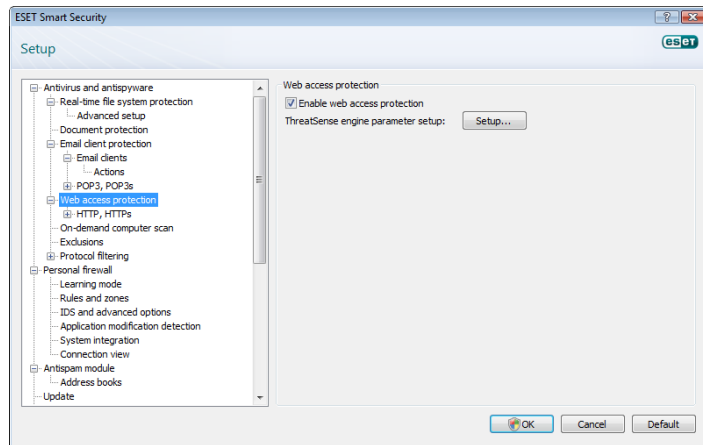 ESET Smart Security
Setup
eset
Antivirus and antispyware
Real-time file system protection
Advanced setup
Document protection
Email client protection
Email clients
Actions
POP3, POP3s
Web access protection
HTTP, HTTPs
On-demand computer scan
Exclusions
Protocol filtering
Personal firewall
Learning mode
Rules and zones
IDS and advanced options
Application modification detection
System integration
Connection view
Antispam module
Address books
Update
Web access protection
Enable web access protection
ThreatSense engine parameter setup: Setup...
OK Cancel Default